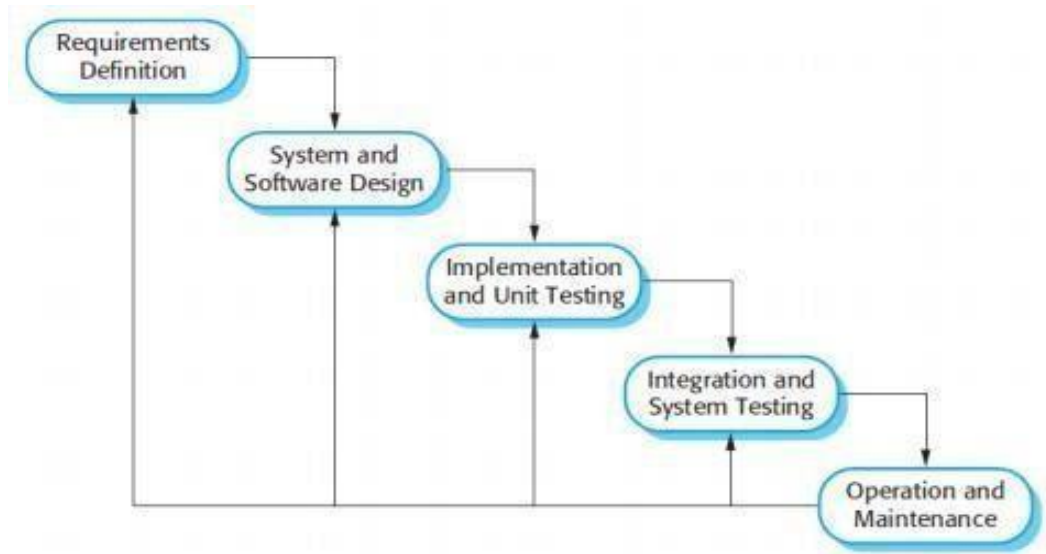 Requirements
Definition
System and
Software Design
Implementation
and Unit Testing
Integration and
System Testing
Operation and
Maintenance